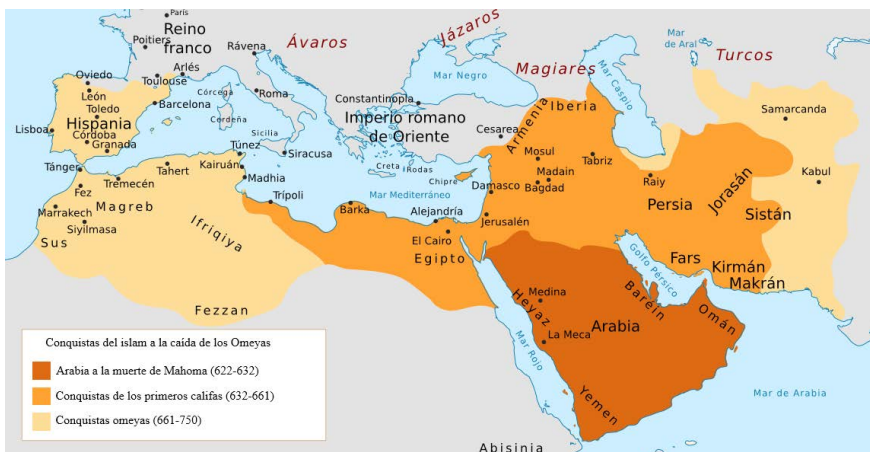 París
Reino
franco
Poitiers
Ávaros
Jázaros
Mar
de Aral
Turcos
Rávena
Mar Caspio
Oviedo
Toulouse
Arlés
Mar Negro
Magiares
León
Toledo
Barcelona
Córcega
Roma
Constantinopla
Armenia
Iberia
Samarcanda
Lisboa
Hispania
Cerdeña
Imperio romano
de Oriente
Cesarea
Córdoba
Granada
Sicilia
Túnez
Siracusa
Mosul
Madain
Tabriz
Tánger
Tahert
Kairuán
Creta
Rodas
Chipre
Bagdad
Raiy
Jorasán
Kabul
Fez
Tremecén
Madhia
Mar Mediterráneo
Damasco
Persia
Marrakech
Magreb
Trípoli
Barka
Alejandría
Jerusalén
Sistán
Siyilmasa
Sus
Ifriqiya
El Cairo
Egipto
Golfo Pérsico
Fars
Kirmán
Makrán
Fezzan
Medina
Heyaz
Baréin
Omán
La Meca
Arabia
Mar Rojo
Yemen
Mar de Arabia
Abisinia
Conquistas del islam a la caída de los Omeyas
Arabia a la muerte de Mahoma (622-632)
Conquistas de los primeros califas (632-661)
Conquistas omeyas (661-750)